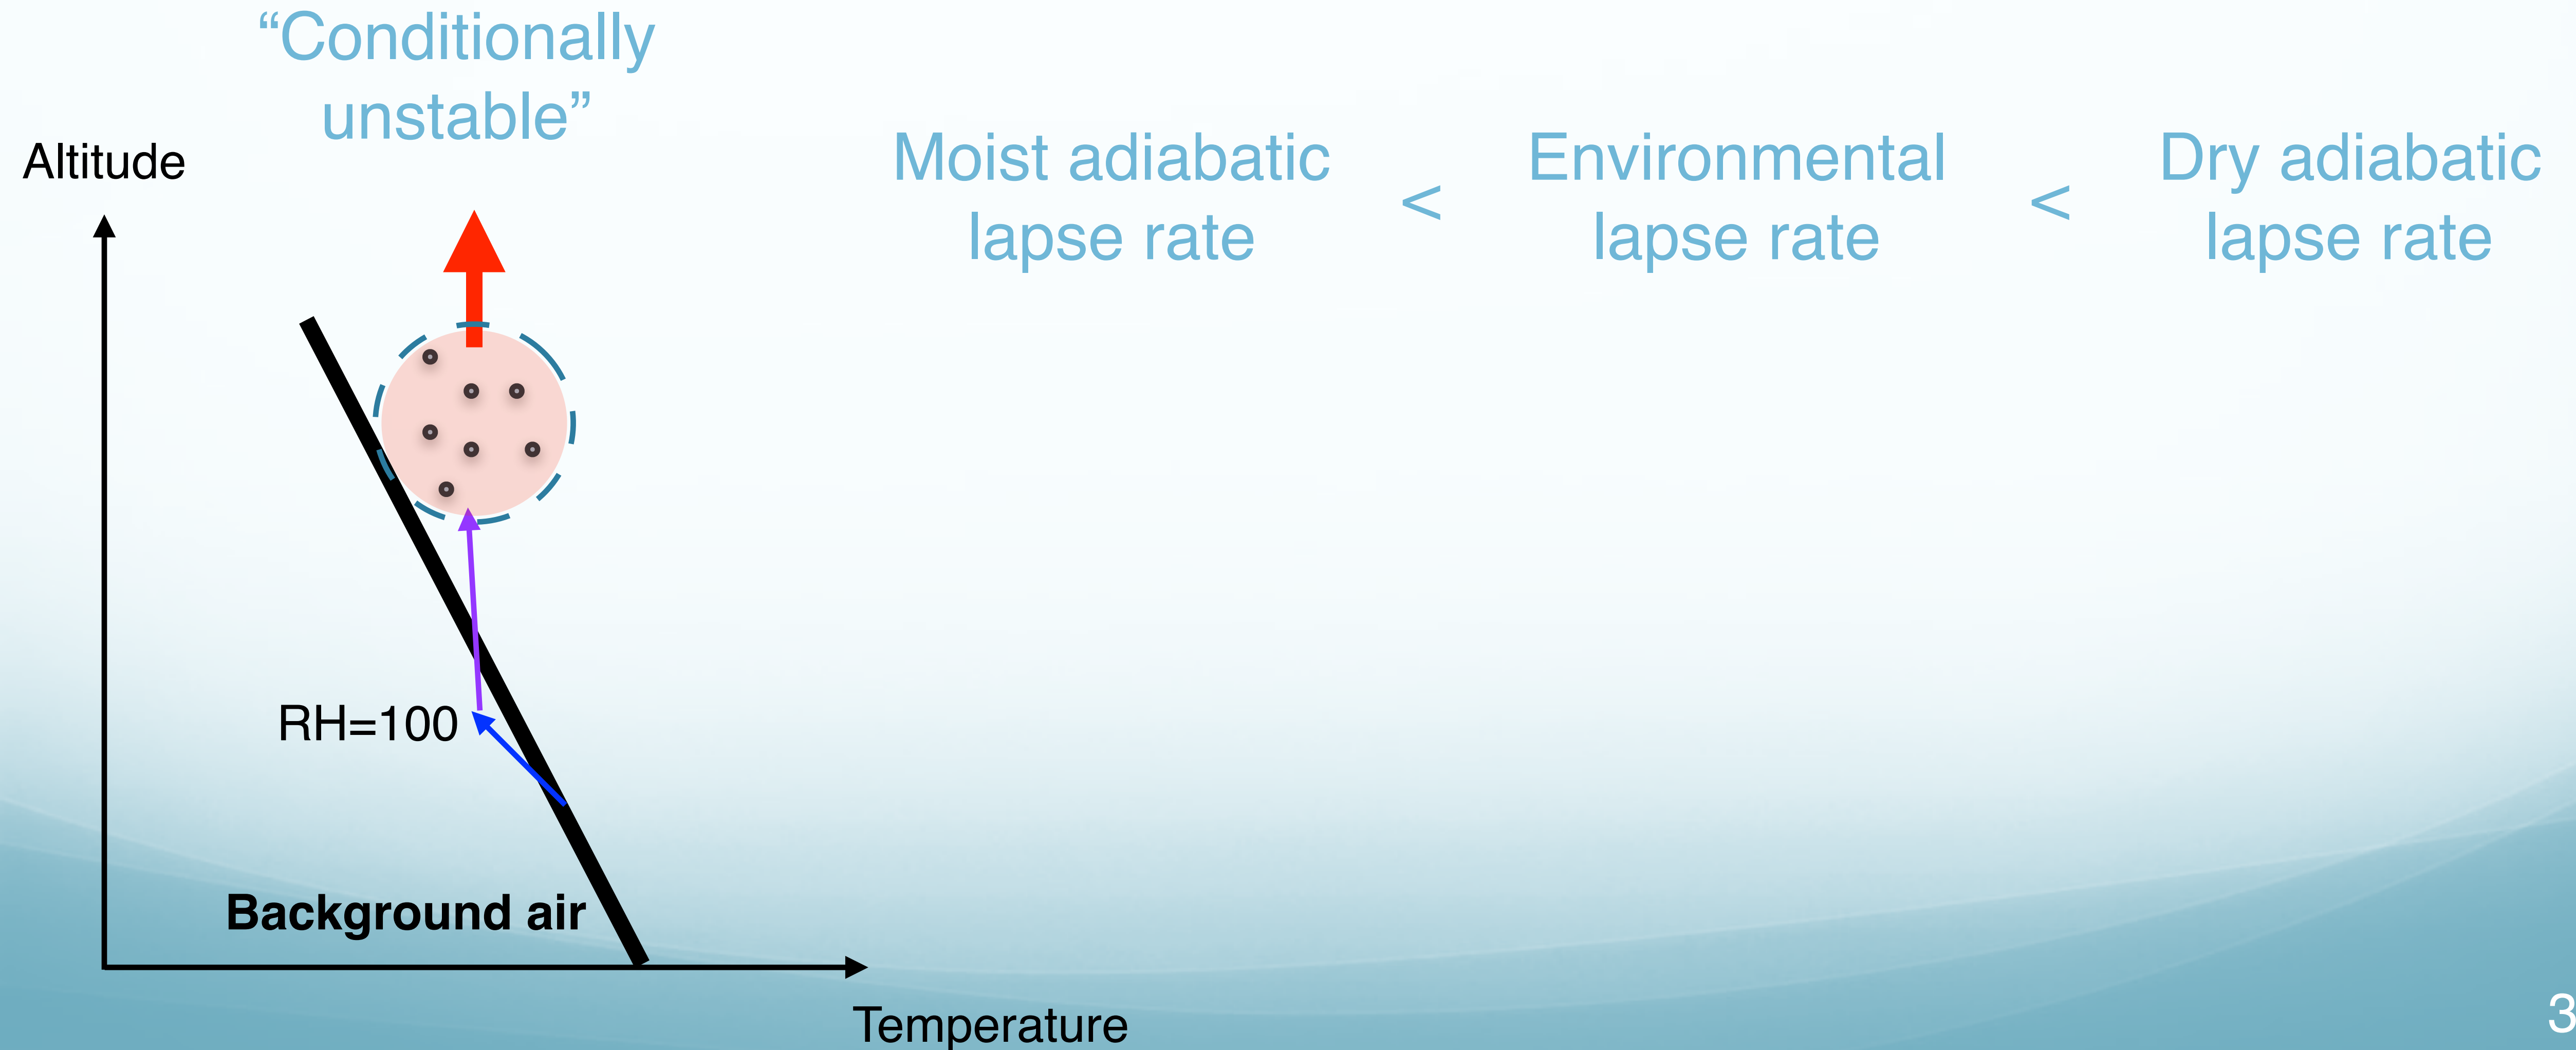 “Conditionally
unstable”
Altitude
Moist adiabatic
lapse rate
<
Environmental
lapse rate
<
Dry adiabatic
lapse rate
RH=100
Background air
Temperature
3